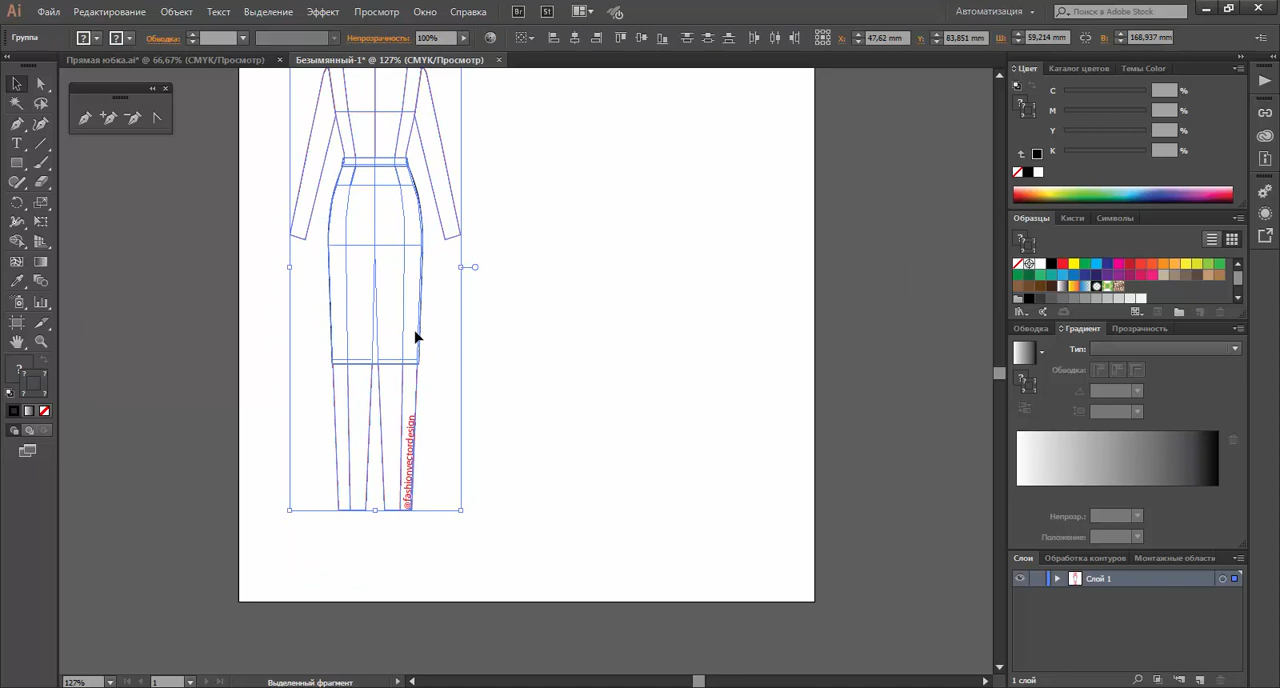 Ai Файл Редактирование Объект Текст Выделение Эффект Просмотр Окно Справка Br St Автоматизация Поиск в Adobe Stock
Группа ? ? Обводка: Непрозрачность: 100% X: 47,62 mm Y: 83,851 mm Ш: 59,214 mm В: 168,937 mm
Прямая юбка.ai* @ 66,67% (CMYK/Просмотр) × Безымянный-1* @ 127% (CMYK/Просмотр) ×
Цвет Каталог цветов Темы Color
C %
M %
Y %
K %
Образцы Кисти Символы
Обводка Градиент Прозрачность
Тип:
Обводка:
Непрозр.:
Положение:
Слои Обработка контуров Монтажные области
Слой 1
@fashionvectordesign
1 слой
127% 1 Выделенный фрагмент